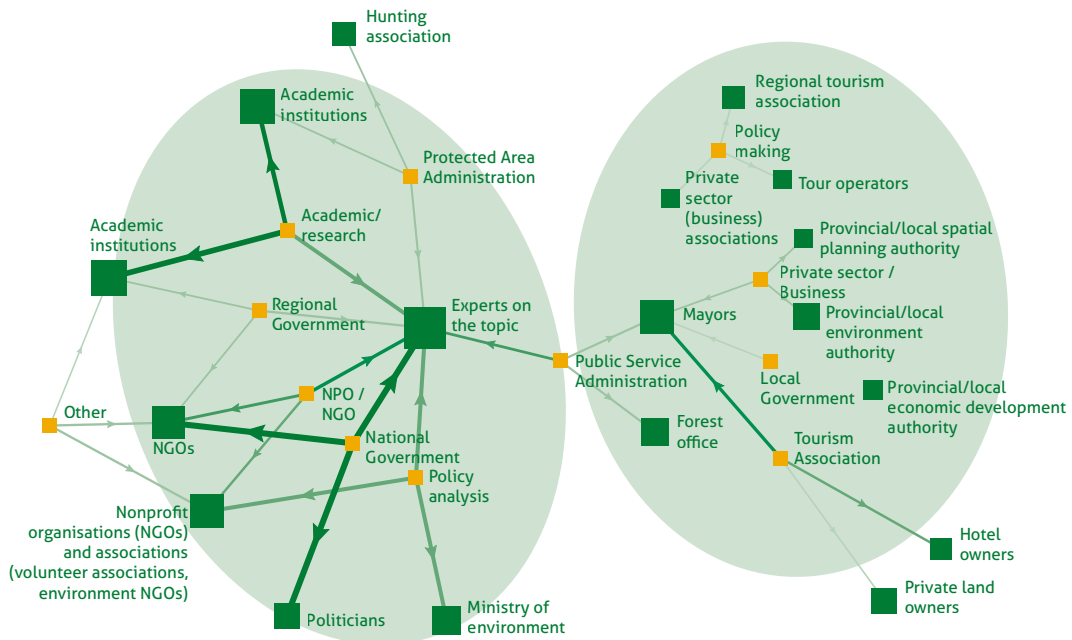 Hunting
association
Academic
institutions
Protected Area
Administration
Academic/
research
Academic
institutions
Regional
Government
Experts on
the topic
NPO /
NGO
Other
NGOs
National
Government
Policy
analysis
Nonprofit
organisations (NGOs)
and associations
(volunteer associations,
environment NGOs)
Politicians
Ministry of
environment
Regional tourism
association
Policy
making
Private
sector
(business)
associations
Tour operators
Provincial/local spatial
planning authority
Private sector /
Business
Provincial/local
environment
authority
Mayors
Public Service
Administration
Local
Government
Provincial/local
economic development
authority
Forest
office
Tourism
Association
Hotel
owners
Private land
owners